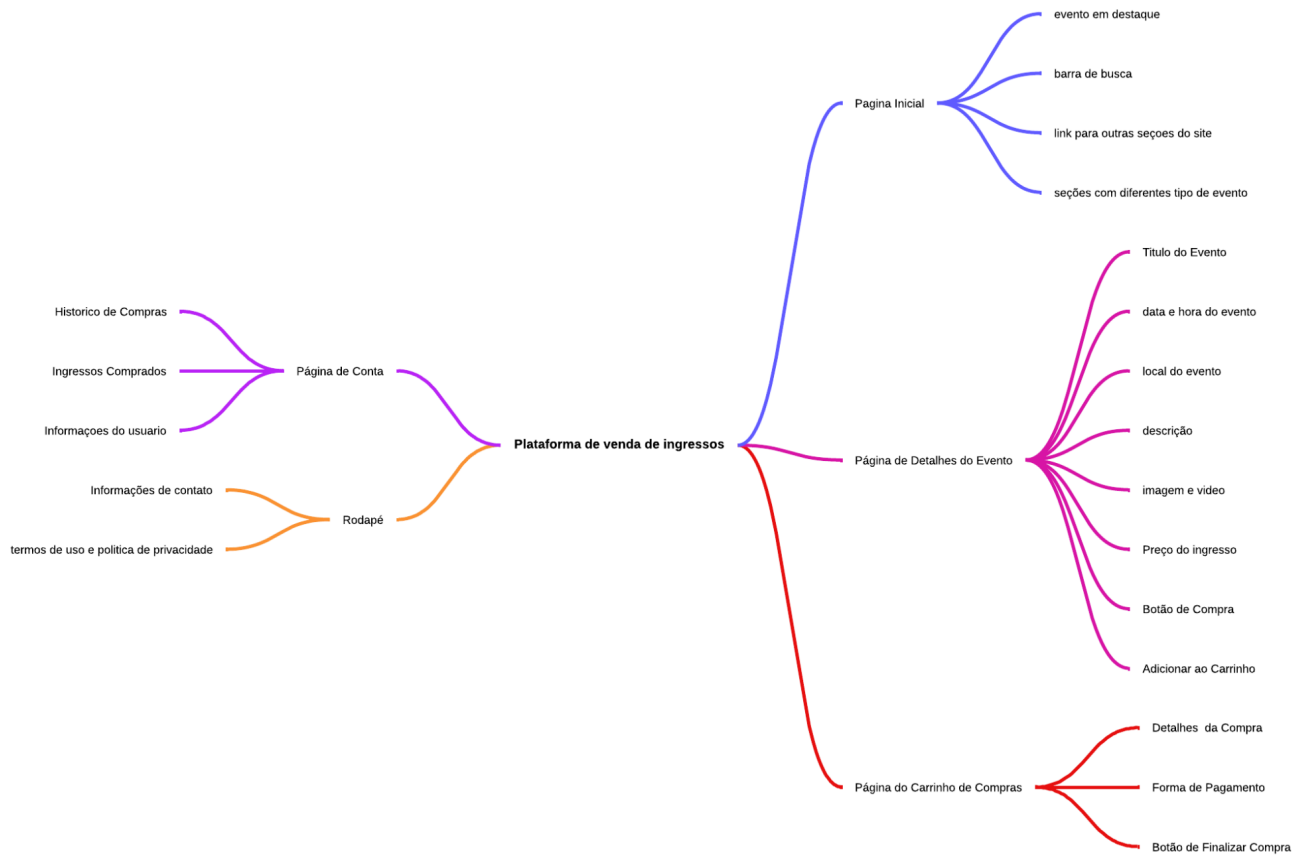 Plataforma de venda de ingressos
Pagina Inicial
evento em destaque
barra de busca
link para outras seçoes do site
seções com diferentes tipo de evento
Página de Detalhes do Evento
Titulo do Evento
data e hora do evento
local do evento
descrição
imagem e video
Preço do ingresso
Botão de Compra
Adicionar ao Carrinho
Página do Carrinho de Compras
Detalhes  da Compra
Forma de Pagamento
Botão de Finalizar Compra
Página de Conta
Historico de Compras
Ingressos Comprados
Informaçoes do usuario
Rodapé
Informações de contato
termos de uso e politica de privacidade